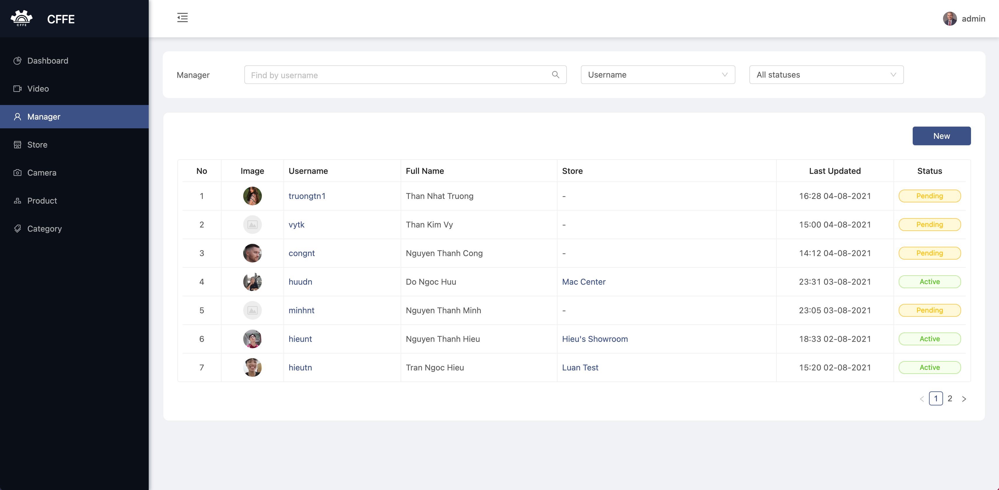 CFFE
CFFE
admin
Dashboard
Video
Manager
Store
Camera
Product
Category
Manager
Find by username
Username
All statuses
New
No Image Username Full Name Store Last Updated Status
1 truongtn1 Than Nhat Truong - 16:28 04-08-2021 Pending
2 vytk Than Kim Vy - 15:00 04-08-2021 Pending
3 congnt Nguyen Thanh Cong - 14:12 04-08-2021 Pending
4 huudn Do Ngoc Huu Mac Center 23:31 03-08-2021 Active
5 minhnt Nguyen Thanh Minh - 23:05 03-08-2021 Pending
6 hieunt Nguyen Thanh Hieu Hieu's Showroom 18:33 02-08-2021 Active
7 hieutn Tran Ngoc Hieu Luan Test 15:20 02-08-2021 Active
< 1 2 >